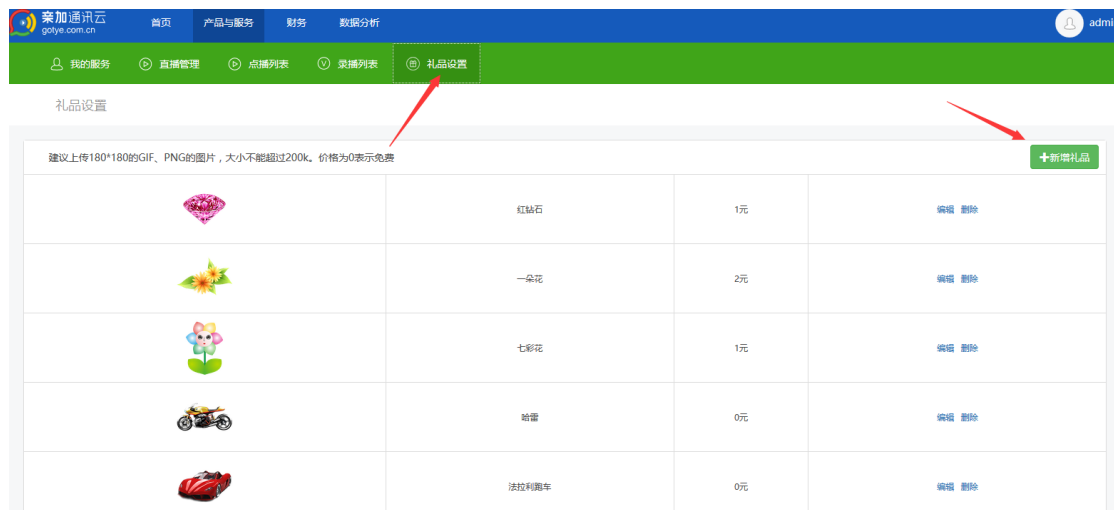 亲加通讯云
gotye.com.cn
首页 产品与服务 财务 数据分析 admi
我的服务 直播管理 点播列表 录播列表 礼品设置
礼品设置
建议上传180*180的GIF、PNG的图片，大小不能超过200k。价格为0表示免费 +新增礼品
红钻石 1元 编辑 删除
一朵花 2元 编辑 删除
七彩花 1元 编辑 删除
哈雷 0元 编辑 删除
法拉利跑车 0元 编辑 删除